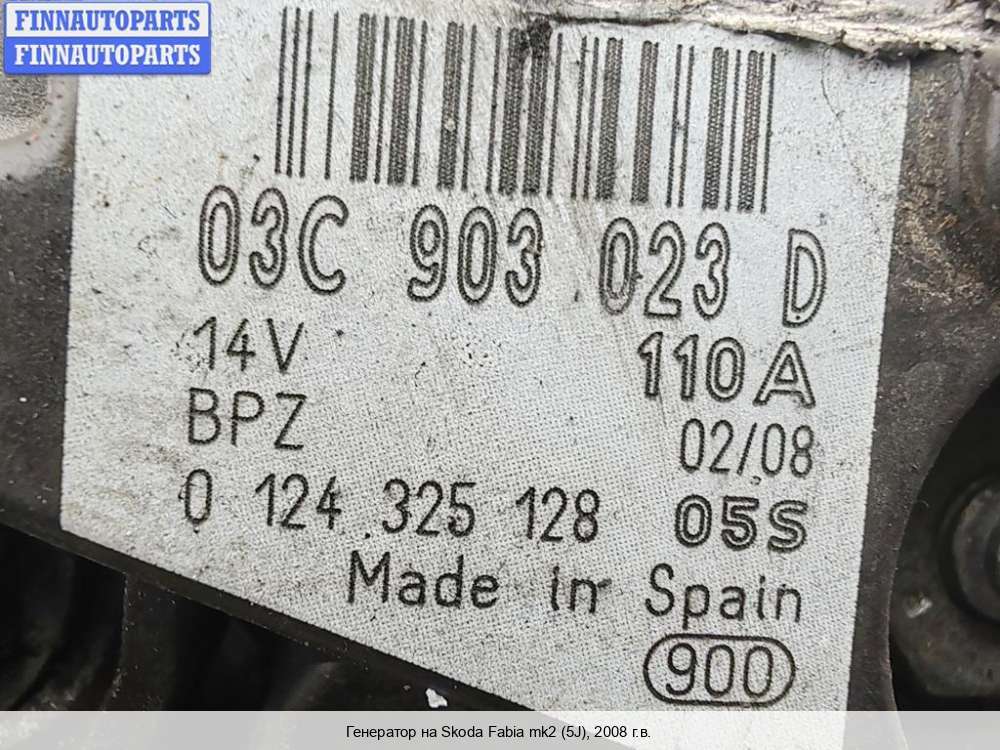 FINNAUTOPARTS
FINNAUTOPARTS
03C 903 023 D
14V 110A
BPZ 02/08
0 124 325 128 05S
Made in Spain
900
Генератор на Skoda Fabia mk2 (5J), 2008 г.в.